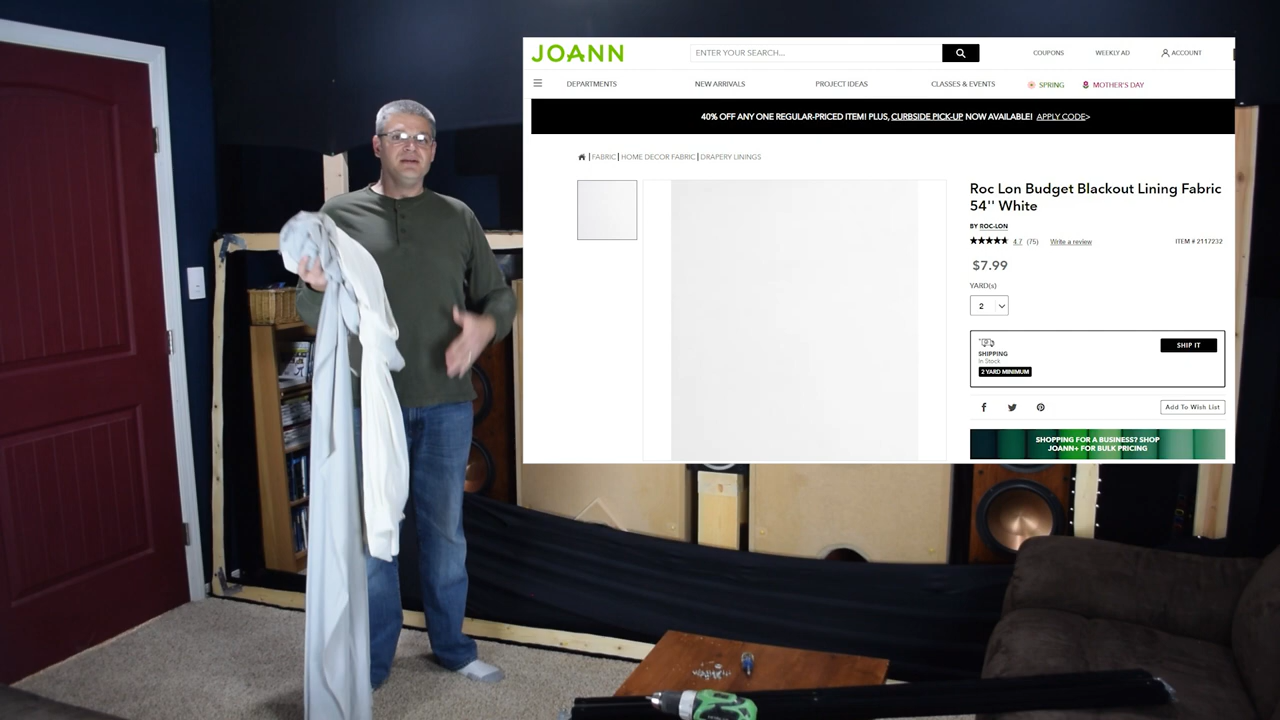 JOANN
ENTER YOUR SEARCH...
COUPONS
WEEKLY AD
ACCOUNT
DEPARTMENTS
NEW ARRIVALS
PROJECT IDEAS
CLASSES & EVENTS
SPRING
MOTHER'S DAY
40% OFF ANY ONE REGULAR-PRICED ITEM! PLUS, CURBSIDE PICK-UP NOW AVAILABLE! APPLY CODE>
FABRIC | HOME DECOR FABRIC | DRAPERY LININGS
Roc Lon Budget Blackout Lining Fabric
54'' White
BY ROC-LON
4.7 (75) Write a review
ITEM # 2117232
$7.99
YARD(s)
2
SHIPPING
In Stock
2 YARD MINIMUM
SHIP IT
Add To Wish List
SHOPPING FOR A BUSINESS? SHOP
JOANN+ FOR BULK PRICING